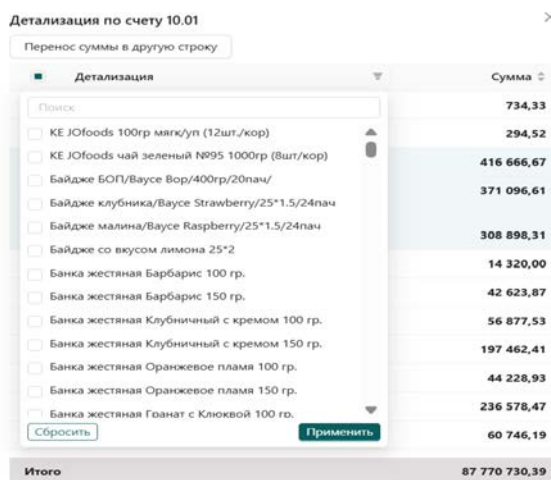 Детализация по счету 10.01
Перенос суммы в другую строку
Детализация
Сумма
Поиск
734,33
KE JOfoods 100гр мягк/уп (12шт./кор)
294,52
KE JOfoods чай зеленый №95 1000гр (8шт/кор)
416 666,67
Байдже БОП/Bayce Bop/400гр/20пач/
371 096,61
Байдже клубника/Bayce Strawberry/25*1.5/24пач
Байдже малина/Bayce Raspberry/25*1.5/24пач
308 898,31
Байдже со вкусом лимона 25*2
14 320,00
Банка жестяная Барбарис 100 гр.
42 623,87
Банка жестяная Барбарис 150 гр.
56 877,53
Банка жестяная Клубничный с кремом 100 гр.
Банка жестяная Клубничный с кремом 150 гр.
197 462,41
Банка жестяная Оранжевое пламя 100 гр.
44 228,93
Банка жестяная Оранжевое пламя 150 гр.
236 578,47
Банка жестяная Гранат с Клюквой 100 гр.
Сбросить
Применить
60 746,19
Итого
87 770 730,39